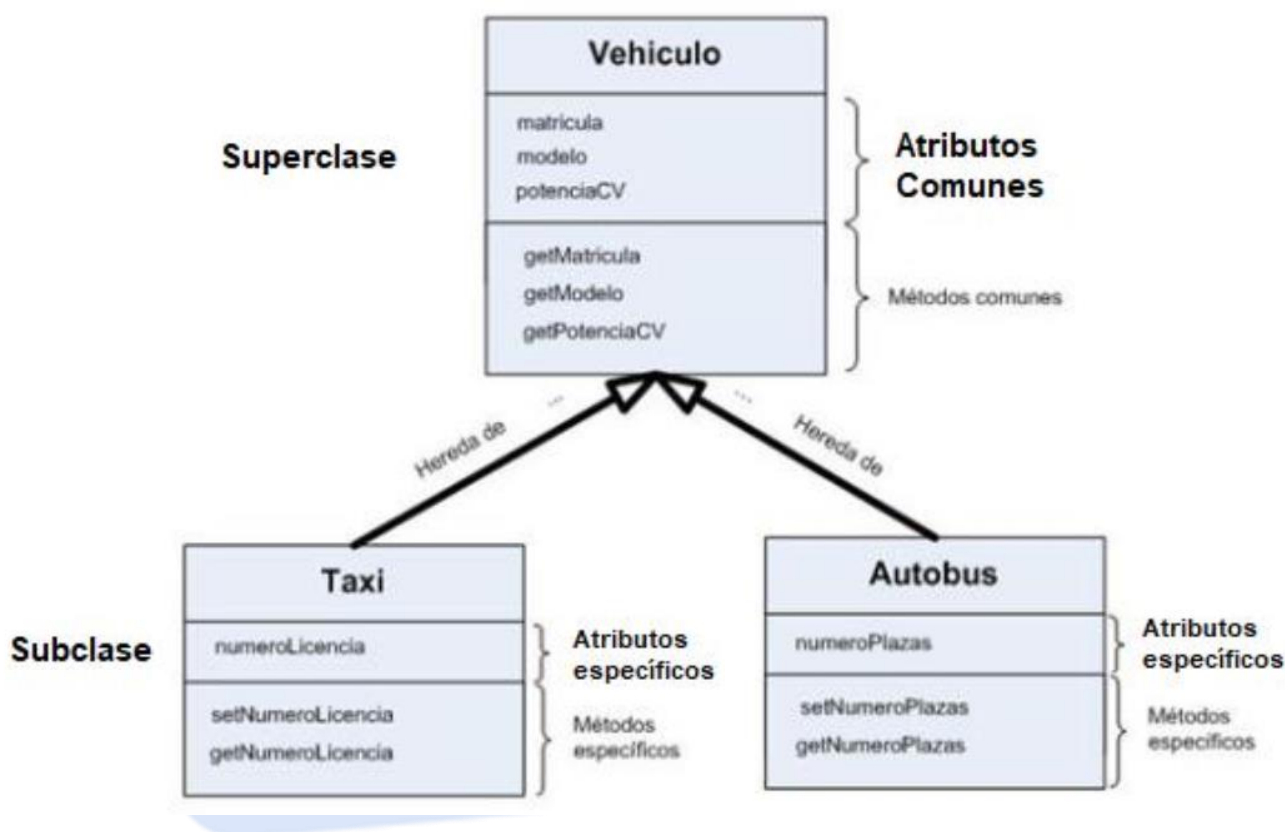 Vehiculo
matricula
modelo
potenciaCV
Superclase
Atributos
Comunes
getMatricula
getModelo
getPotenciaCV
Métodos comunes
Hereda de ...
... Hereda de
Taxi
numeroLicencia
Subclase
Atributos
específicos
setNumeroLicencia
getNumeroLicencia
Métodos
específicos
Autobus
numeroPlazas
Atributos
específicos
setNumeroPlazas
getNumeroPlazas
Métodos
específicos